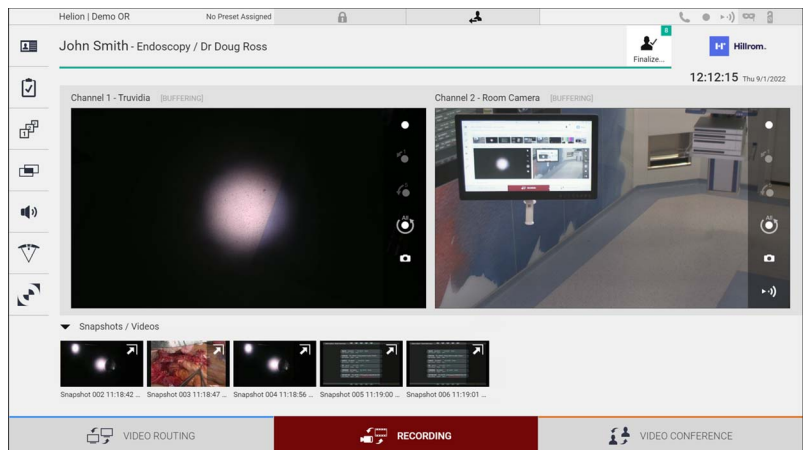 Helion | Demo OR
No Preset Assigned
John Smith - Endoscopy / Dr Doug Ross
8
Finalize...
H-r Hillrom.
12:12:15 Thu 9/1/2022
Channel 1 - Truvidia [BUFFERING]
Channel 2 - Room Camera [BUFFERING]
All
All
Snapshots / Videos
Snapshot 002 11:18:42 ...
Snapshot 003 11:18:47 ...
Snapshot 004 11:18:56 ...
Snapshot 005 11:19:00 ...
Snapshot 006 11:19:01 ...
VIDEO ROUTING
RECORDING
VIDEO CONFERENCE